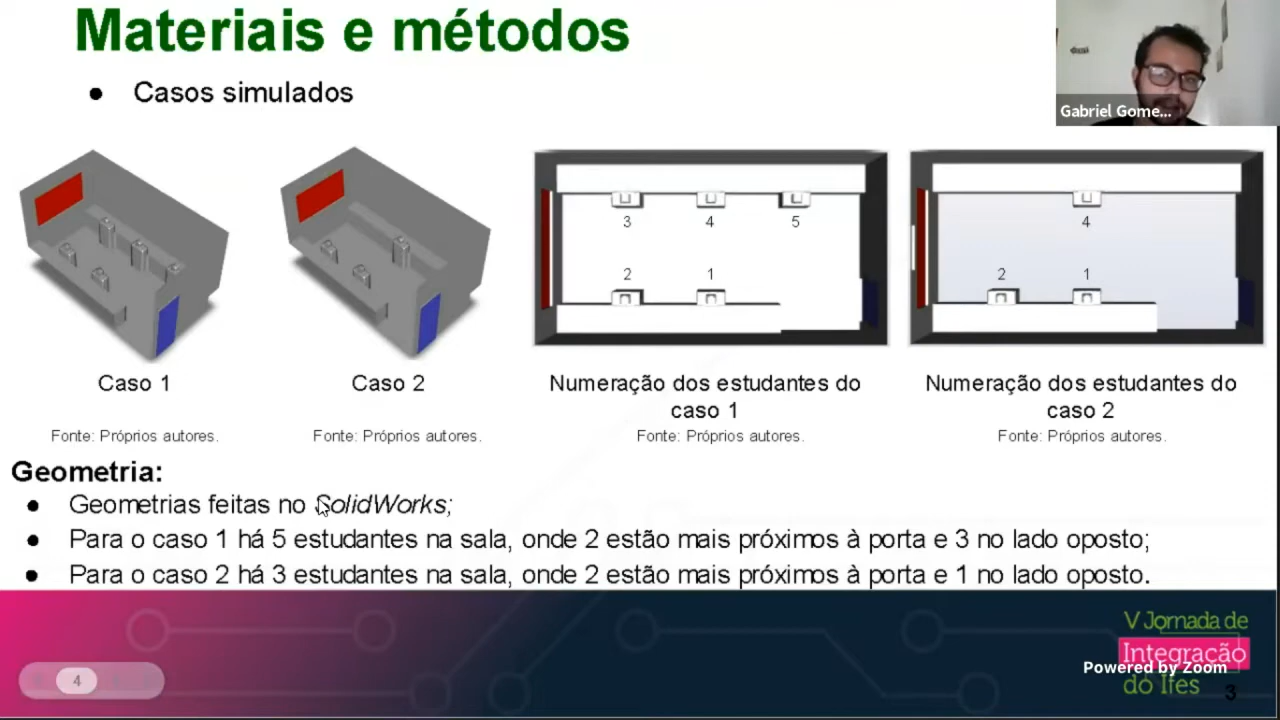 Materiais e métodos
Gabriel Gome...
● Casos simulados
3 4 5
2 1
4
2 1
Caso 1
Caso 2
Numeração dos estudantes do
caso 1
Numeração dos estudantes do
caso 2
Fonte: Próprios autores.
Fonte: Próprios autores.
Fonte: Próprios autores.
Fonte: Próprios autores.
Geometria:
● Geometrias feitas no SolidWorks;
● Para o caso 1 há 5 estudantes na sala, onde 2 estão mais próximos à porta e 3 no lado oposto;
● Para o caso 2 há 3 estudantes na sala, onde 2 estão mais próximos à porta e 1 no lado oposto.
V Jornada de
Integração
do Ifes
Powered by Zoom
4
3